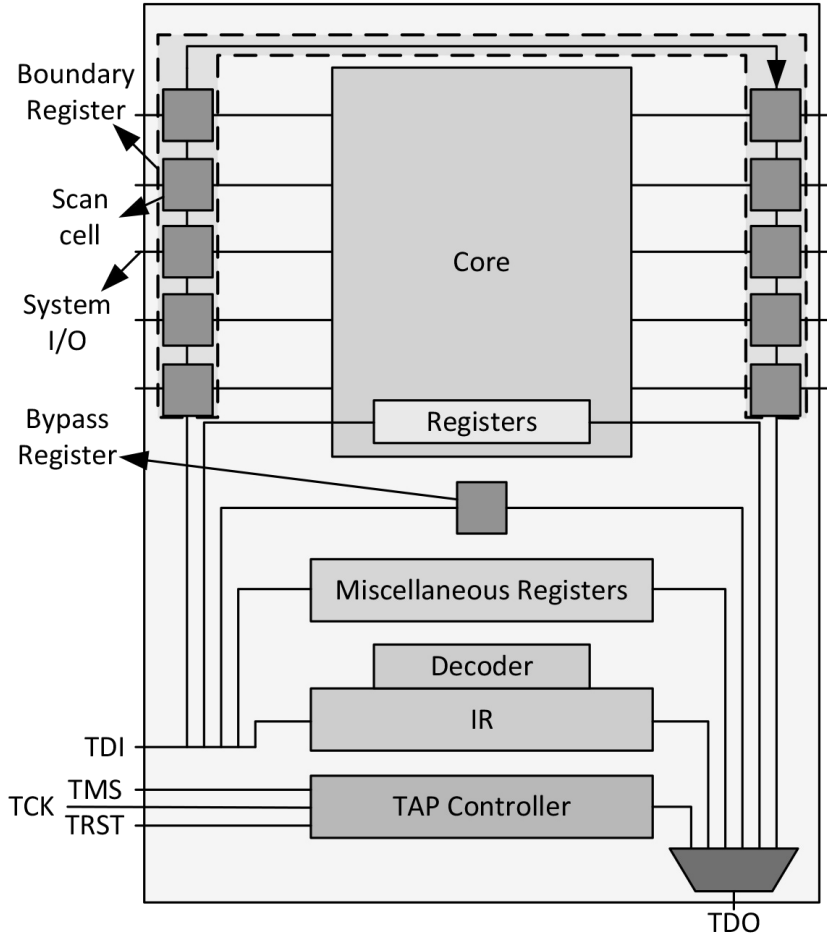 Boundary
Register
Scan
cell
System
I/O
Core
Registers
Bypass
Register
Miscellaneous Registers
Decoder
IR
TDI
TMS
TCK
TRST
TAP Controller
TDO